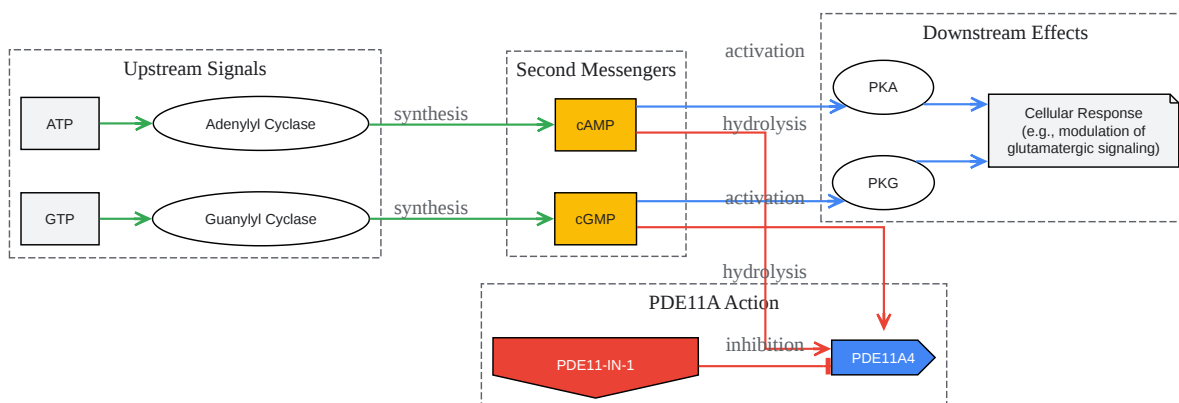 Upstream Signals
Second Messengers
Downstream Effects
activation
ATP
Adenylyl Cyclase
synthesis
cAMP
hydrolysis
PKA
Cellular Response
(e.g., modulation of
glutamatergic signaling)
GTP
Guanylyl Cyclase
synthesis
cGMP
activation
PKG
hydrolysis
PDE11A Action
PDE11-IN-1
inhibition
PDE11A4